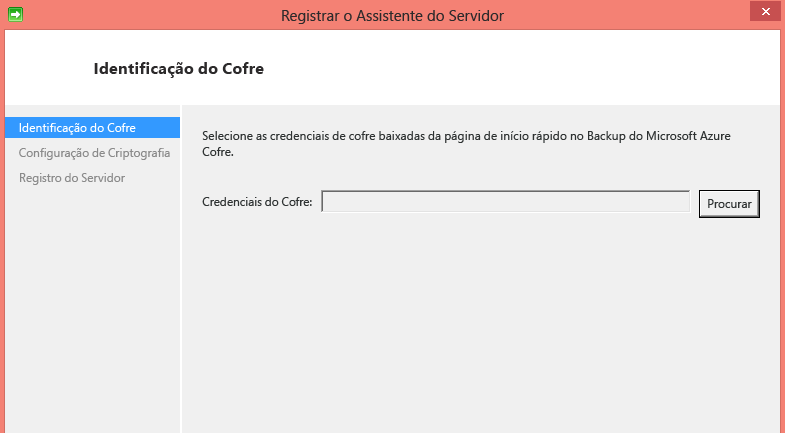 Registrar o Assistente do Servidor
Identificação do Cofre
Identificação do Cofre
Configuração de Criptografia
Registro do Servidor
Selecione as credenciais de cofre baixadas da página de início rápido no Backup do Microsoft Azure
Cofre.
Credenciais do Cofre:
Procurar